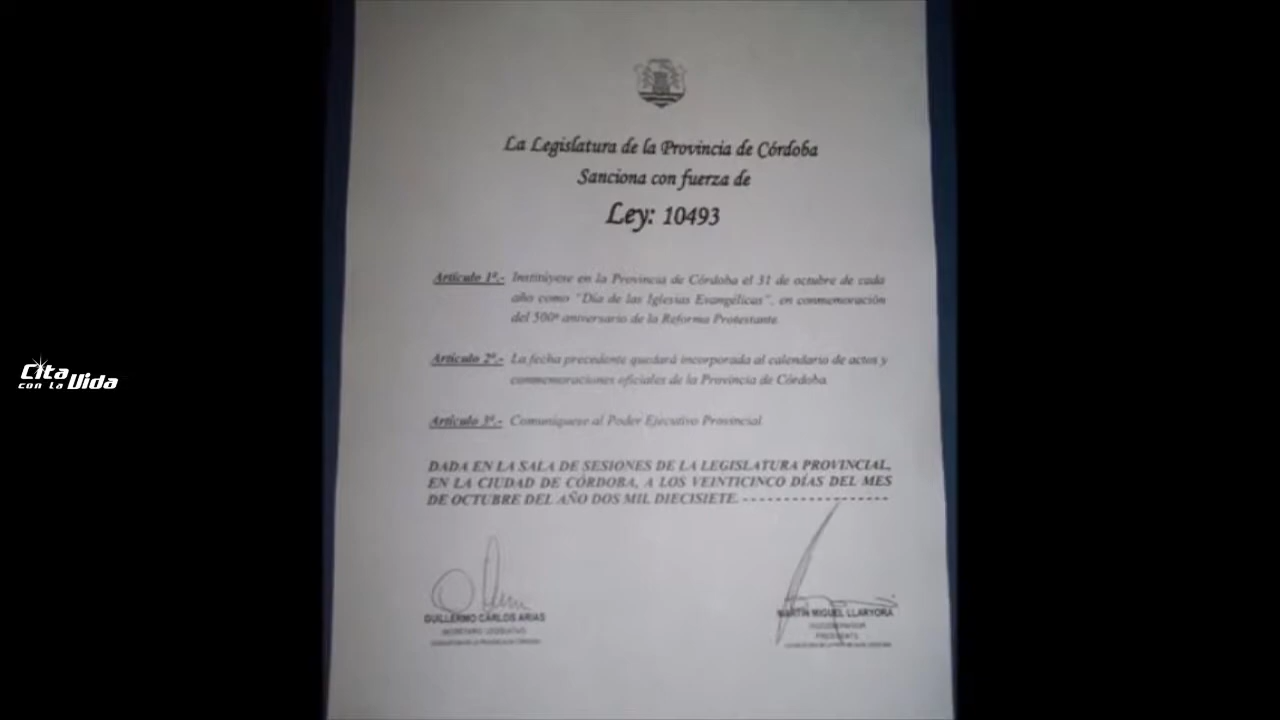 La Legislatura de la Provincia de Córdoba
Sanciona con fuerza de
Ley: 10493
Artículo 1º.- Institúyese en la Provincia de Córdoba el 31 de octubre de cada
año como "Día de las Iglesias Evangélicas", en conmemoración
del 500º aniversario de la Reforma Protestante.
Artículo 2º.- La fecha precedente quedará incorporada al calendario de actos y
conmemoraciones oficiales de la Provincia de Córdoba.
Artículo 3º.- Comuníquese al Poder Ejecutivo Provincial.
DADA EN LA SALA DE SESIONES DE LA LEGISLATURA PROVINCIAL,
EN LA CIUDAD DE CÓRDOBA, A LOS VEINTICINCO DÍAS DEL MES
DE OCTUBRE DEL AÑO DOS MIL DIECISIETE. - - - - - - - - - - - - - - - - - -
GUILLERMO CARLOS ARIAS
SECRETARIO LEGISLATIVO
MARTÍN MIGUEL LLARYORA
VICEGOBERNADOR
PRESIDENTE
Cita
con La Vida